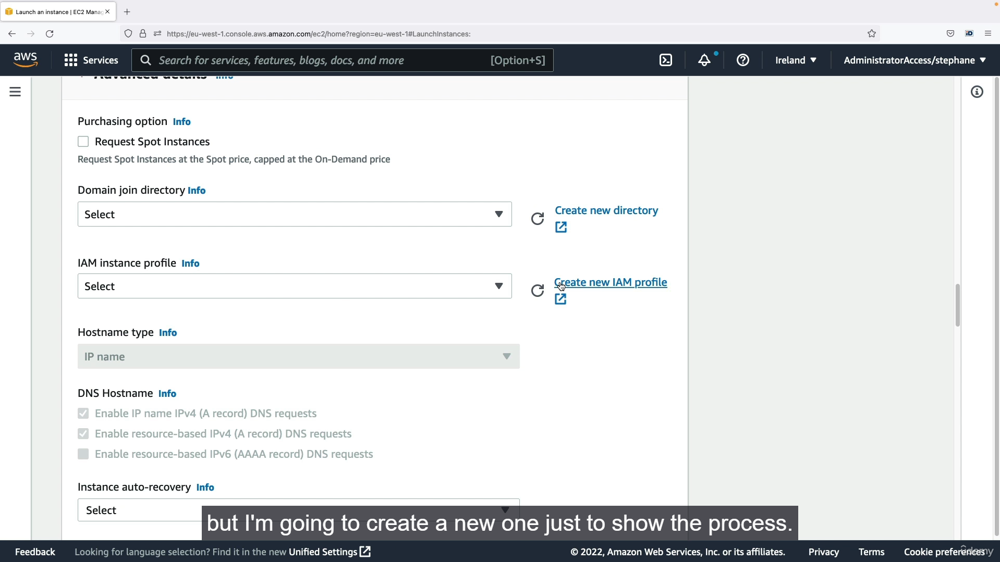 Launch an instance | EC2 Manag
https://eu-west-1.console.aws.amazon.com/ec2/home?region=eu-west-1#LaunchInstances:
aws
Services
Search for services, features, blogs, docs, and more
[Option+S]
Ireland
AdministratorAccess/stephane
Advanced details Info
Purchasing option Info
Request Spot Instances
Request Spot Instances at the Spot price, capped at the On-Demand price
Domain join directory Info
Select
Create new directory
IAM instance profile Info
Select
Create new IAM profile
Hostname type Info
IP name
DNS Hostname Info
Enable IP name IPv4 (A record) DNS requests
Enable resource-based IPv4 (A record) DNS requests
Enable resource-based IPv6 (AAAA record) DNS requests
Instance auto-recovery Info
Select
but I'm going to create a new one just to show the process.
Feedback
Looking for language selection? Find it in the new Unified Settings
© 2022, Amazon Web Services, Inc. or its affiliates.
Privacy
Terms
Cookie preferences
ûdemy